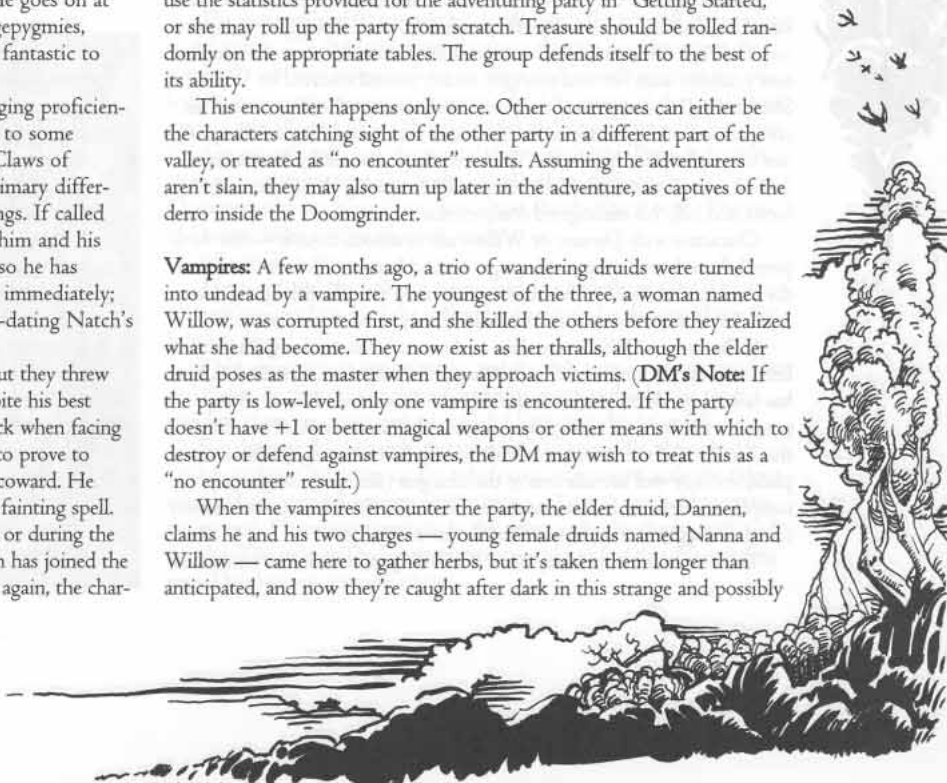 e goes on at
epygmies,
fantastic to
ging proficien-
to some
Claws of
imary differ-
ngs. If called
him and his
so he has
immediately;
-dating Natch's
ut they threw
ite his best
ck when facing
to prove to
coward. He
fainting spell.
or during the
n has joined the
again, the char-
use the statistics provided for the adventuring party in "Getting Started,"
or she may roll up the party from scratch. Treasure should be rolled ran-
domly on the appropriate tables. The group defends itself to the best of
its ability.
This encounter happens only once. Other occurrences can either be
the characters catching sight of the other party in a different part of the
valley, or treated as "no encounter" results. Assuming the adventurers
aren't slain, they may also turn up later in the adventure, as captives of the
derro inside the Doomgrinder.
Vampires: A few months ago, a trio of wandering druids were turned
into undead by a vampire. The youngest of the three, a woman named
Willow, was corrupted first, and she killed the others before they realized
what she had become. They now exist as her thralls, although the elder
druid poses as the master when they approach victims. (DM's Note: If
the party is low-level, only one vampire is encountered. If the party
doesn't have +1 or better magical weapons or other means with which to
destroy or defend against vampires, the DM may wish to treat this as a
"no encounter" result.)
When the vampires encounter the party, the elder druid, Dannen,
claims he and his two charges — young female druids named Nanna and
Willow — came here to gather herbs, but it's taken them longer than
anticipated, and now they're caught after dark in this strange and possibly